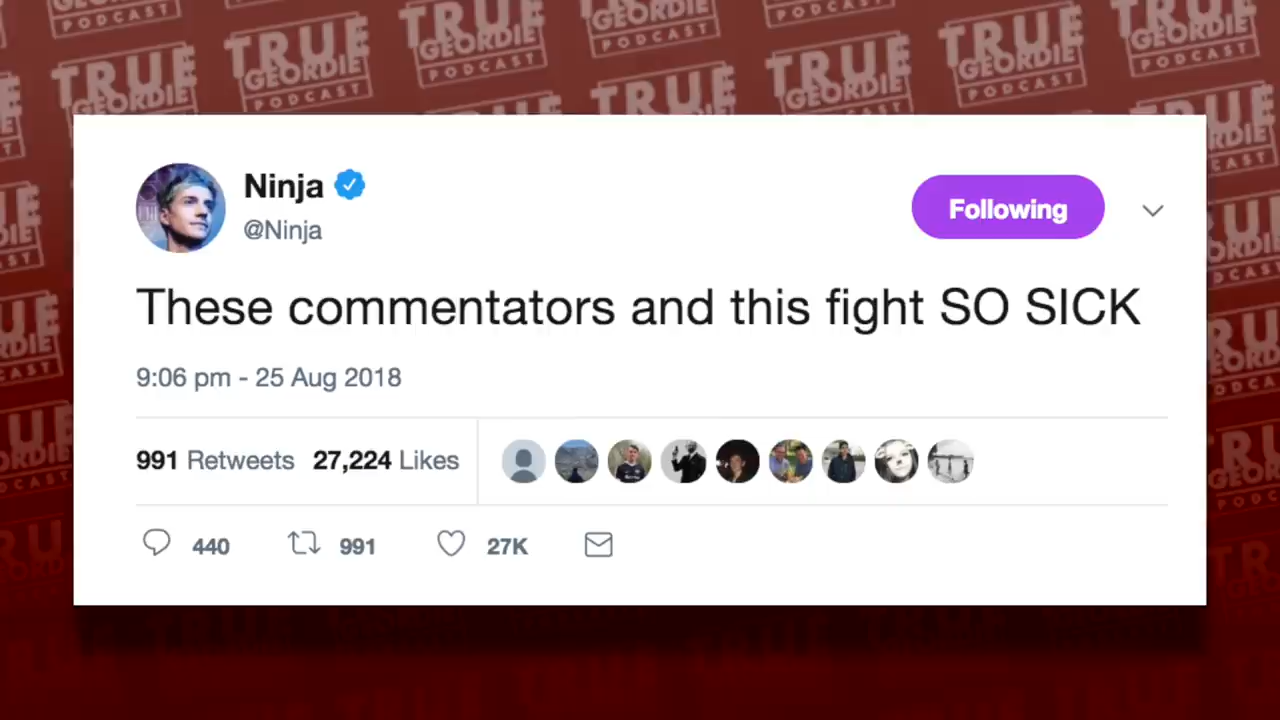 TRUE
GEORDIE
PODCAST
Ninja
@Ninja
Following
These commentators and this fight SO SICK
9:06 pm - 25 Aug 2018
991 Retweets 27,224 Likes
440 991 27K